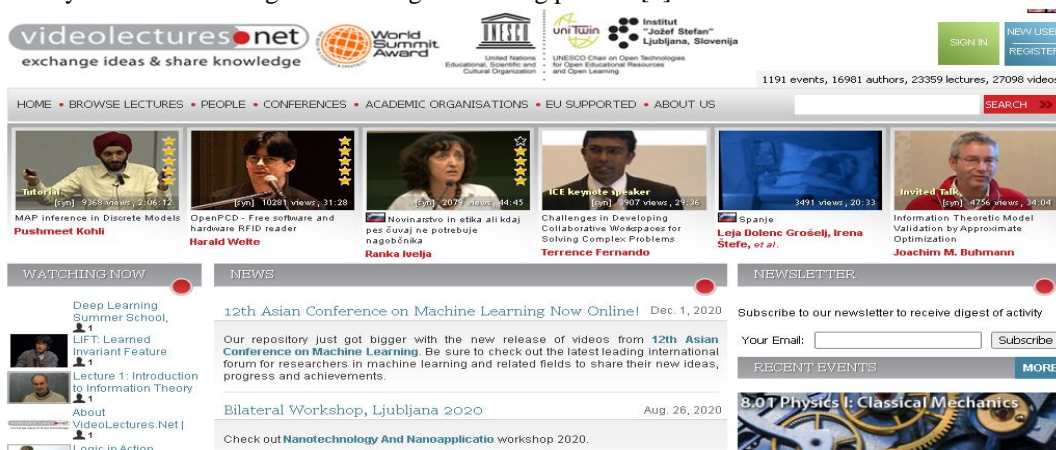 videolectures net
exchange ideas & share knowledge
World
Summit
Award
UNESCO
United Nations
Educational, Scientific and
Cultural Organization
uniTwin
UNESCO Chair on Open Technologies
for Open Educational Resources
and Open Learning
Institut
"Jožef Stefan"
Ljubljana, Slovenija
SIGN IN
NEW USER
REGISTER
1191 events, 16981 authors, 23359 lectures, 27098 videos
HOME • BROWSE LECTURES • PEOPLE • CONFERENCES • ACADEMIC ORGANISATIONS • EU SUPPORTED • ABOUT US
SEARCH >>
Tutorial
[syn] 9368 views, 2:06:12
MAP inference in Discrete Models
Pushmeet Kohli
[syn] 10281 views, 31:28
OpenPCD - Free software and
hardware RFID reader
Harald Welte
[syn] 2079 views, 44:45
Novinarstvo in etika ali kdaj
pes čuvaj ne potrebuje
nagobčnika
Ranka Ivelja
ICE keynote speaker
[syn] 3907 views, 29:36
Challenges in Developing
Collaborative Workspaces for
Solving Complex Problems
Terrence Fernando
3491 views, 20:33
Spanje
Leja Dolenc Grošelj, Irena
Štefe, et al.
Invited Talk
[syn] 4756 views, 34:04
Information Theoretic Model
Validation by Approximate
Optimization
Joachim M. Buhmann
WATCHING NOW
Deep Learning
Summer School,
1
LIFT: Learned
Invariant Feature
1
Lecture 1: Introduction
to Information Theory
1
About
VideoLectures.Net |
1
Logic in Action
NEWS
12th Asian Conference on Machine Learning Now Online! Dec. 1, 2020
Our repository just got bigger with the new release of videos from 12th Asian
Conference on Machine Learning. Be sure to check out the latest leading international
forum for researchers in machine learning and related fields to share their new ideas,
progress and achievements.
Bilateral Workshop, Ljubljana 2020 Aug. 26, 2020
Check out Nanotechnology And Nanoapplicatio workshop 2020.
NEWSLETTER
Subscribe to our newsletter to receive digest of activity
Your Email: Subscribe
RECENT EVENTS MORE
8.01 Physics I: Classical Mechanics